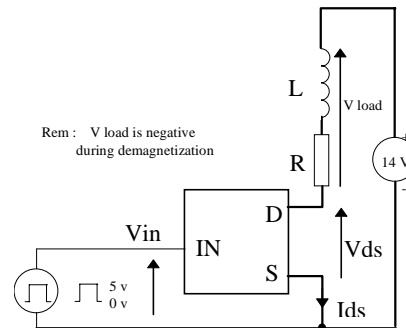 L
V load
Rem : V load is negative
during demagnetization
14 V
R
D
Vin
IN
Vds
S
5 v
0 v
Ids